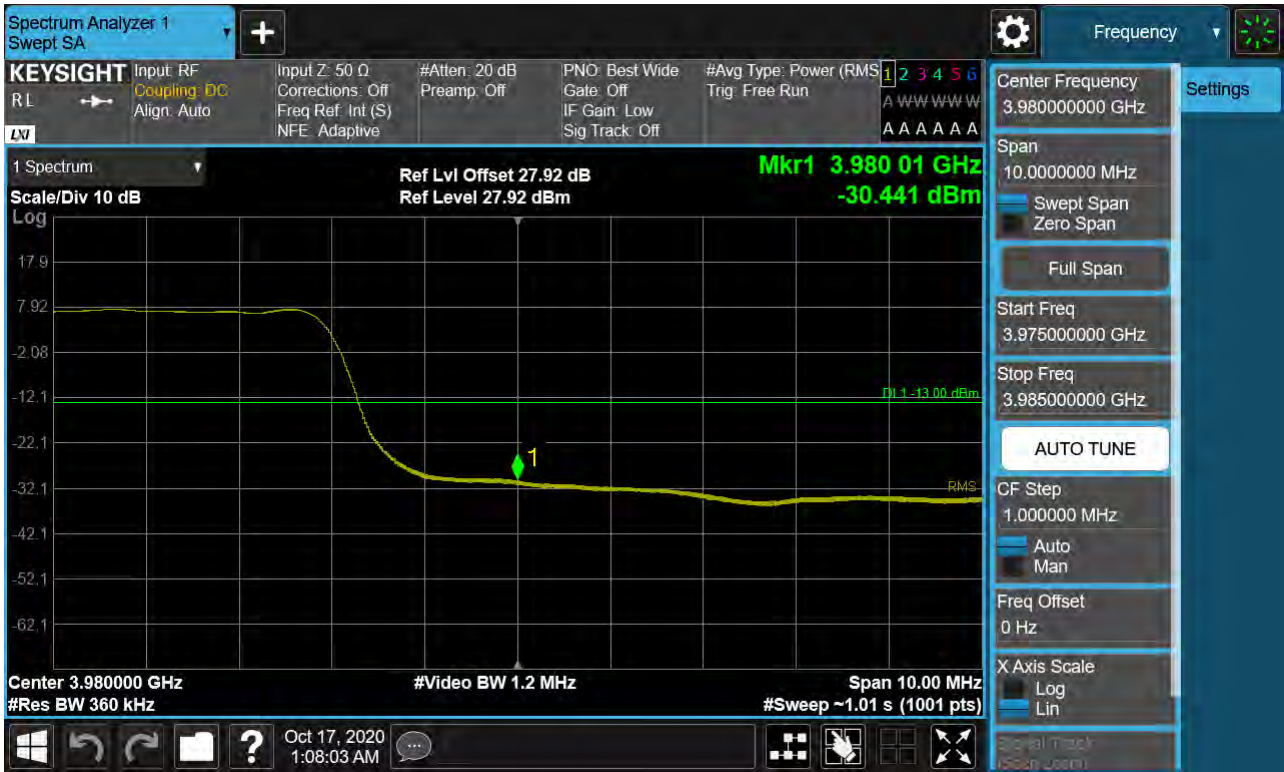 Spectrum Analyzer 1
Swept SA
Frequency
KEYSIGHT
RL
LXI
Input: RF
Coupling: DC
Align: Auto
Input Z: 50 Ω
Corrections: Off
Freq Ref: Int (S)
NFE: Adaptive
#Atten: 20 dB
Preamp: Off
PNO: Best Wide
Gate: Off
IF Gain: Low
Sig Track: Off
#Avg Type: Power (RMS
Trig: Free Run
1 2 3 4 5 6
A W W W W W
A A A A A A
1 Spectrum
Scale/Div 10 dB
Log
Ref Lvl Offset 27.92 dB
Ref Level 27.92 dBm
Mkr1 3.980 01 GHz
-30.441 dBm
17.9
7.92
-2.08
-12.1
-22.1
-32.1
-42.1
-52.1
-62.1
DL1 -13.00 dBm
1
RMS
Center 3.980000 GHz
#Res BW 360 kHz
#Video BW 1.2 MHz
Span 10.00 MHz
#Sweep ~1.01 s (1001 pts)
Center Frequency
3.980000000 GHz
Settings
Span
10.0000000 MHz
Swept Span
Zero Span
Full Span
Start Freq
3.975000000 GHz
Stop Freq
3.985000000 GHz
AUTO TUNE
CF Step
1.000000 MHz
Auto
Man
Freq Offset
0 Hz
X Axis Scale
Log
Lin
Signal Track
(Span Zoom)
?
Oct 17, 2020
1:08:03 AM